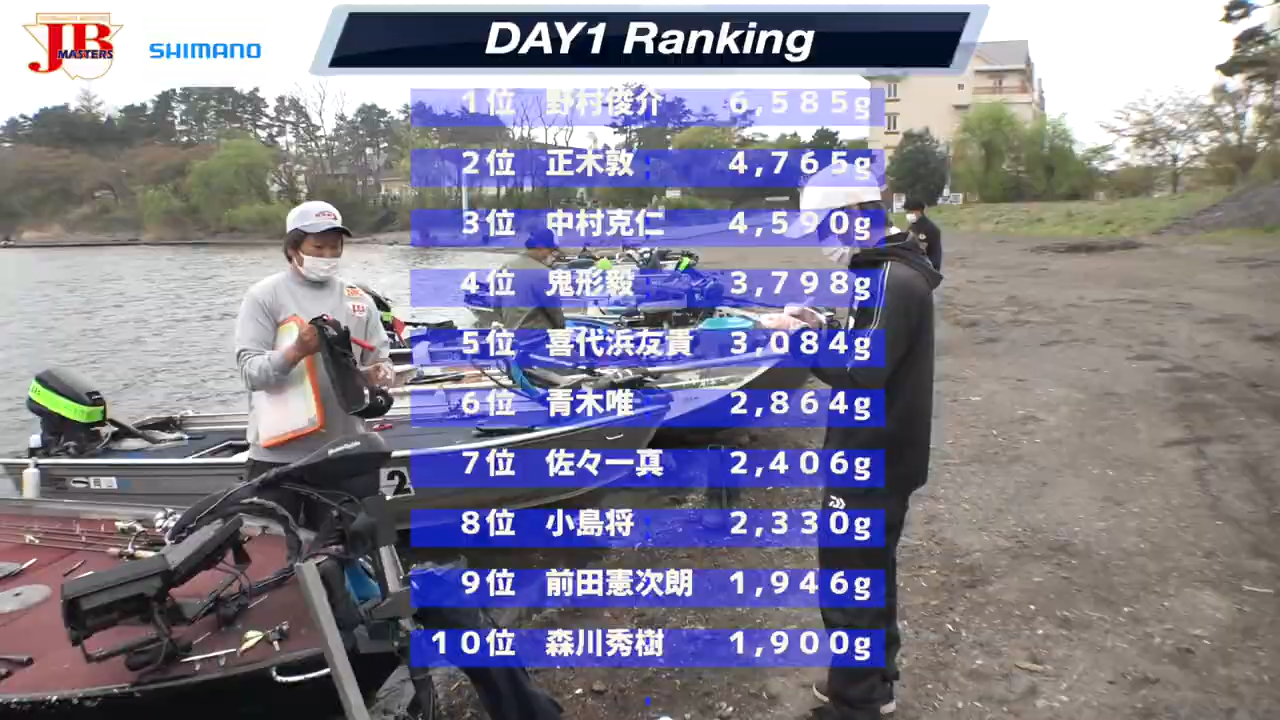 JB MASTERS
SHIMANO
DAY1 Ranking
1位 野村俊介 6,585g
2位 正木敦 4,765g
3位 中村克仁 4,590g
4位 鬼形毅 3,798g
5位 喜代浜友貴 3,084g
6位 青木唯 2,864g
7位 佐々一真 2,406g
8位 小島将 2,330g
9位 前田憲次朗 1,946g
10位 森川秀樹 1,900g
2